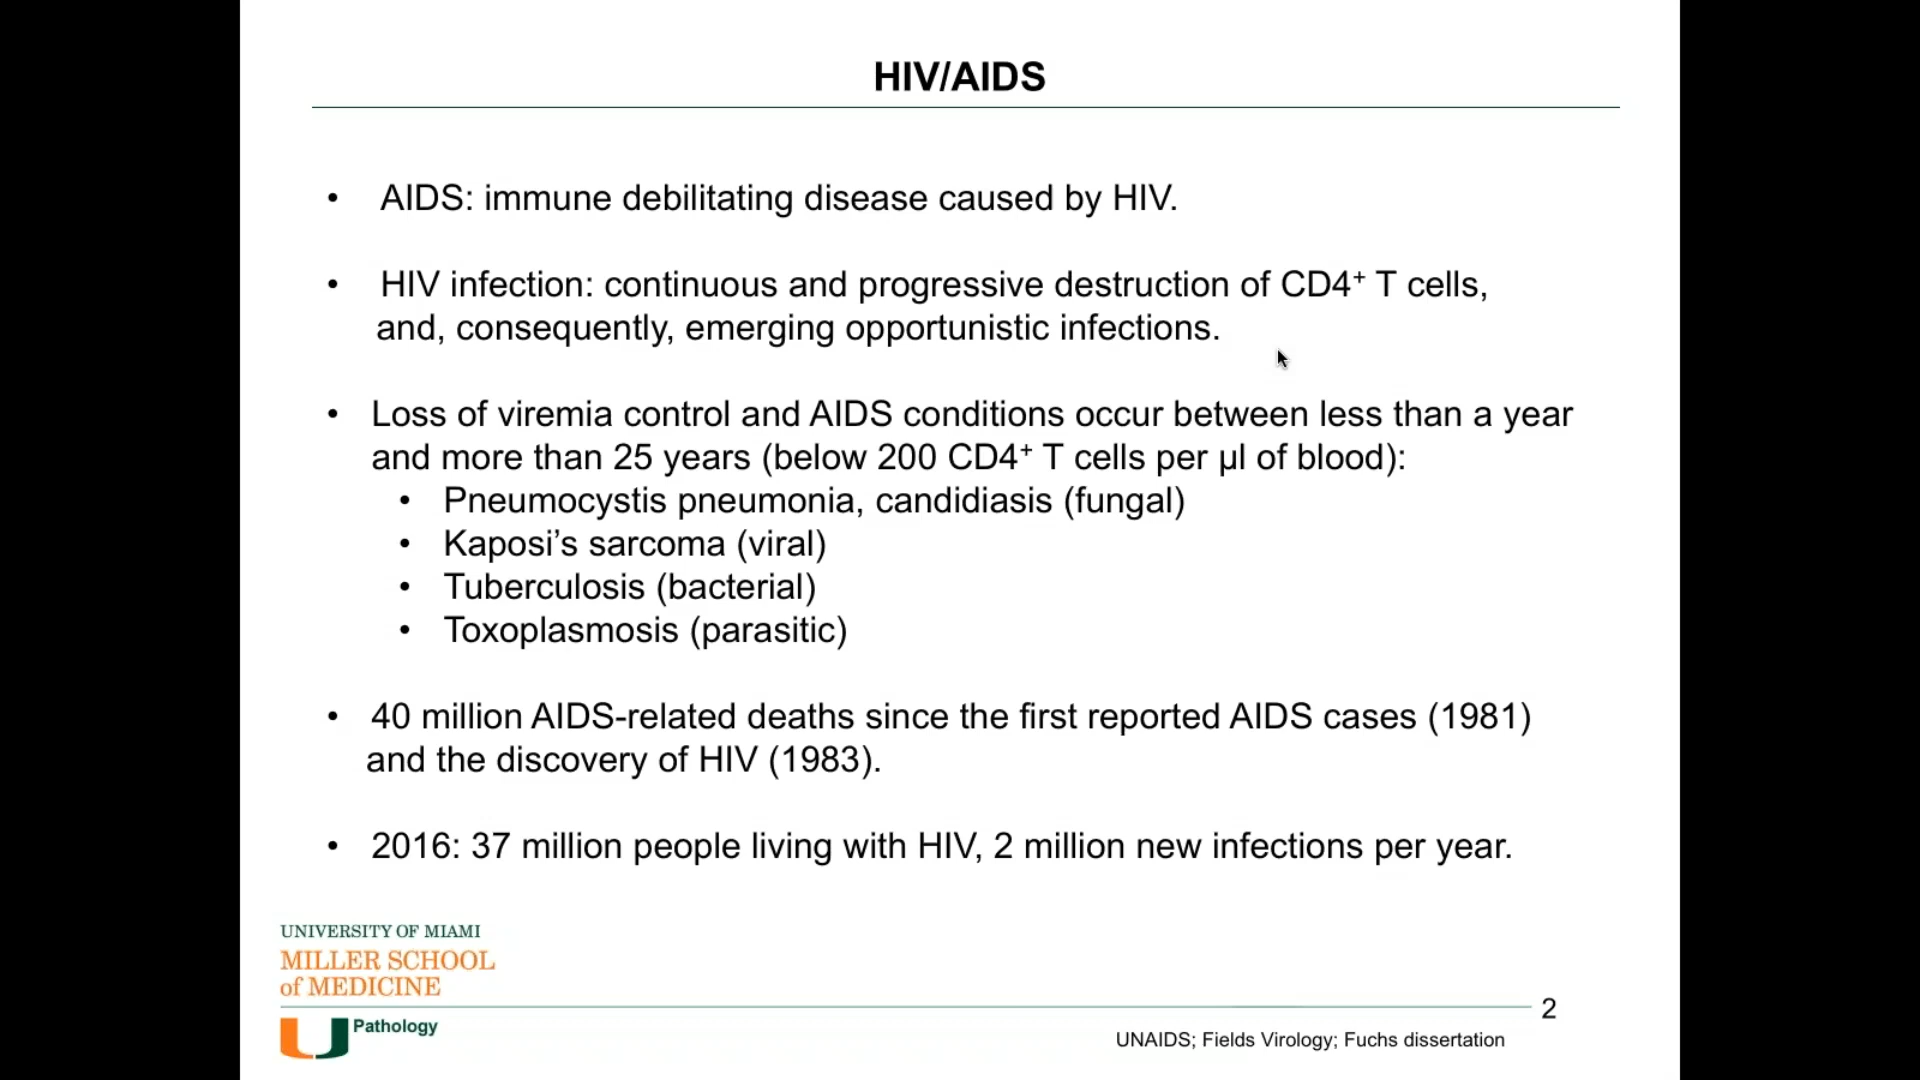 HIV/AIDS
• AIDS: immune debilitating disease caused by HIV.
• HIV infection: continuous and progressive destruction of CD4⁺ T cells,
and, consequently, emerging opportunistic infections.
• Loss of viremia control and AIDS conditions occur between less than a year
and more than 25 years (below 200 CD4⁺ T cells per µl of blood):
• Pneumocystis pneumonia, candidiasis (fungal)
• Kaposi’s sarcoma (viral)
• Tuberculosis (bacterial)
• Toxoplasmosis (parasitic)
• 40 million AIDS-related deaths since the first reported AIDS cases (1981)
and the discovery of HIV (1983).
• 2016: 37 million people living with HIV, 2 million new infections per year.
UNIVERSITY OF MIAMI
MILLER SCHOOL
of MEDICINE
2
U Pathology
UNAIDS; Fields Virology; Fuchs dissertation